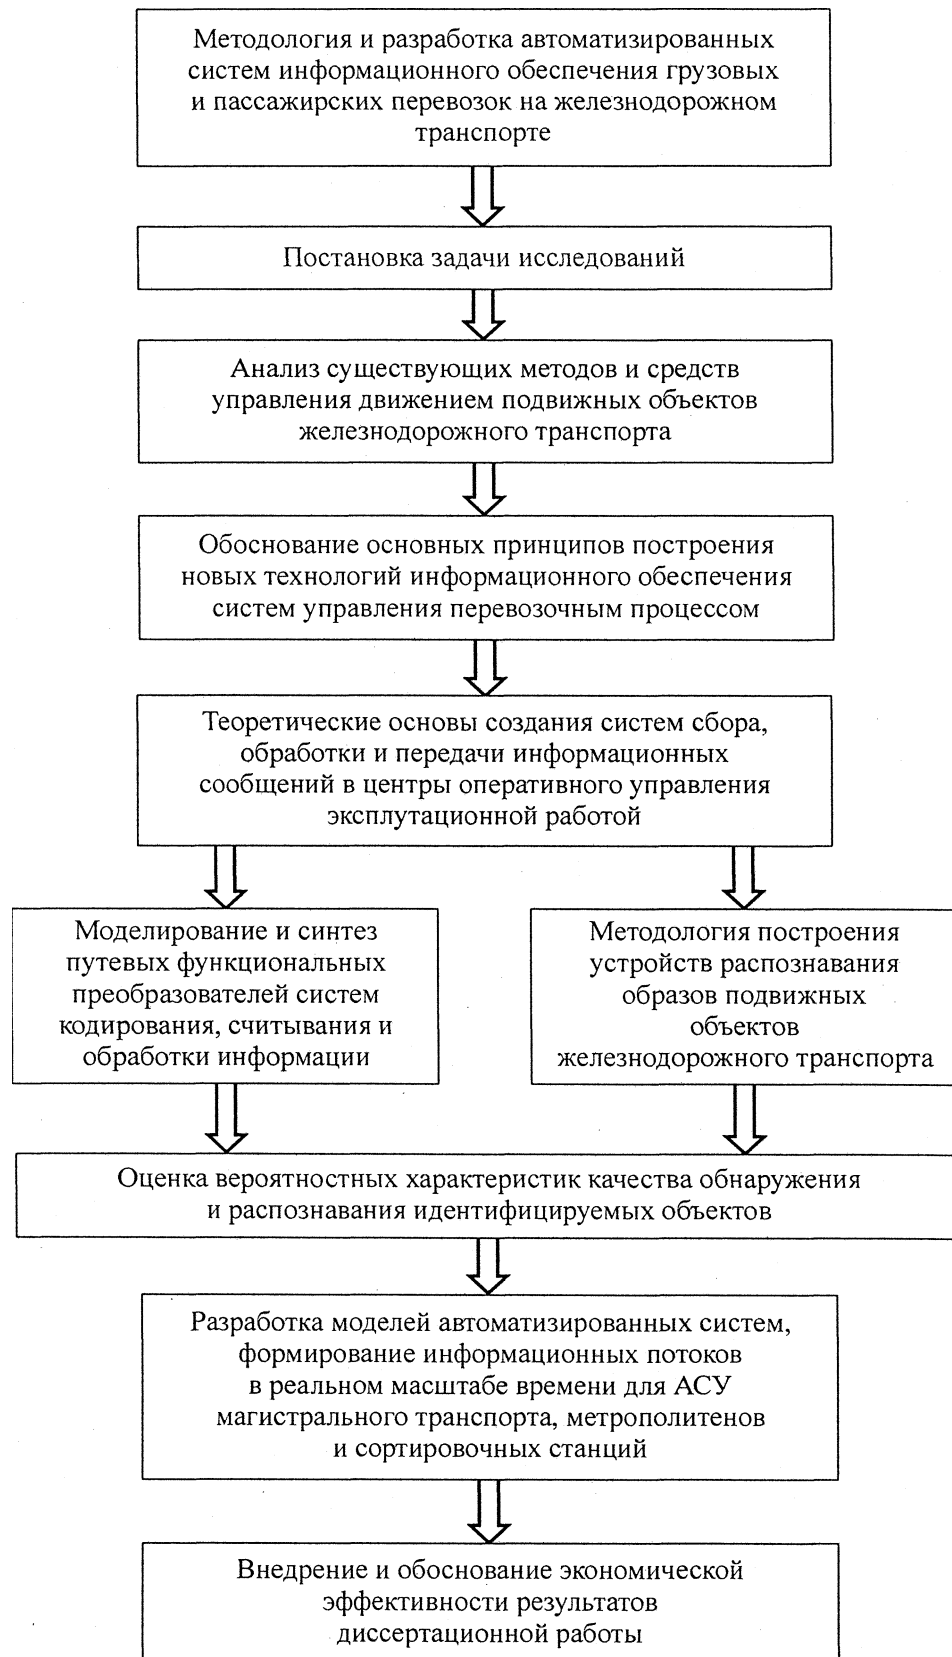 Методология и разработка автоматизированных
систем информационного обеспечения грузовых
и пассажирских перевозок на железнодорожном
транспорте
Постановка задачи исследований
Анализ существующих методов и средств
управления движением подвижных объектов
железнодорожного транспорта
Обоснование основных принципов построения
новых технологий информационного обеспечения
систем управления перевозочным процессом
Теоретические основы создания систем сбора,
обработки и передачи информационных
сообщений в центры оперативного управления
эксплутационной работой
Моделирование и синтез
путевых функциональных
преобразователей систем
кодирования, считывания и
обработки информации
Методология построения
устройств распознавания
образов подвижных
объектов
железнодорожного транспорта
Оценка вероятностных характеристик качества обнаружения
и распознавания идентифицируемых объектов
Разработка моделей автоматизированных систем,
формирование информационных потоков
в реальном масштабе времени для АСУ
магистрального транспорта, метрополитенов
и сортировочных станций
Внедрение и обоснование экономической
эффективности результатов
диссертационной работы